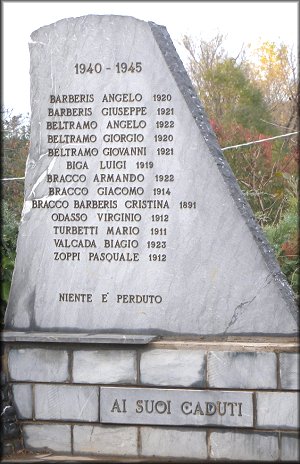 1940 - 1945
BARBERIS ANGELO 1920
BARBERIS GIUSEPPE 1921
BELTRAMO ANGELO 1922
BELTRAMO GIORGIO 1920
BELTRAMO GIOVANNI 1921
BIGA LUIGI 1919
BRACCO ARMANDO 1922
BRACCO GIACOMO 1914
BRACCO BARBERIS CRISTINA 1891
ODASSO VIRGINIO 1912
TURBETTI MARIO 1911
VALCADA BIAGIO 1923
ZOPPI PASQUALE 1912
NIENTE E' PERDUTO
AI SUOI CADUTI